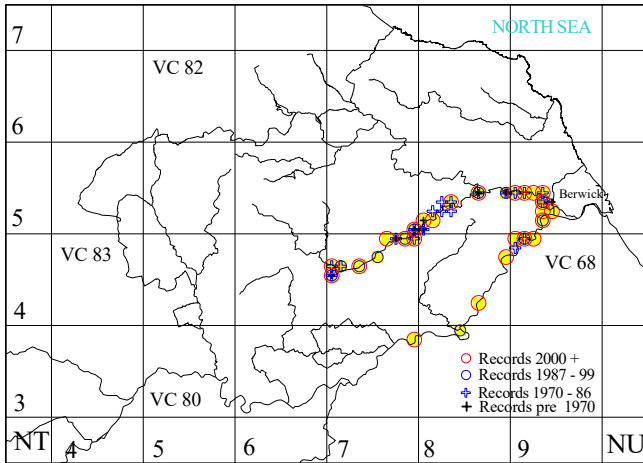 NORTH SEA
7
VC 82
6
Berwick
5
VC 83
VC 68
4
Records 2000 +
Records 1987 - 99
Records 1970 - 86
Records pre 1970
VC 80
3
NT 4 5 6 7 8 9 NU